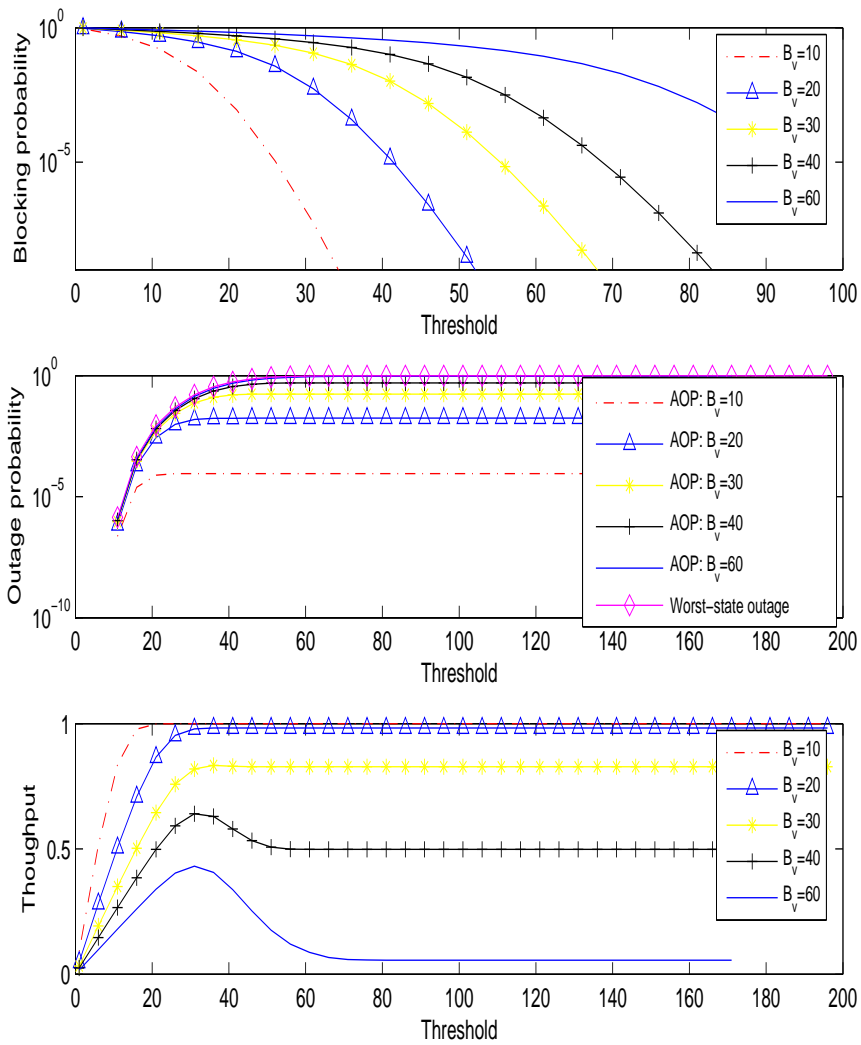 Blocking probability
10^0
10^-5
0 10 20 30 40 50 60 70 80 90 100
Threshold
B_v=10
B_v=20
B_v=30
B_v=40
B_v=60
Outage probability
10^0
10^-5
10^-10
0 20 40 60 80 100 120 140 160 180 200
Threshold
AOP: B_v=10
AOP: B_v=20
AOP: B_v=30
AOP: B_v=40
AOP: B_v=60
Worst-state outage
Thoughput
1
0.5
0
0 20 40 60 80 100 120 140 160 180 200
Threshold
B_v=10
B_v=20
B_v=30
B_v=40
B_v=60